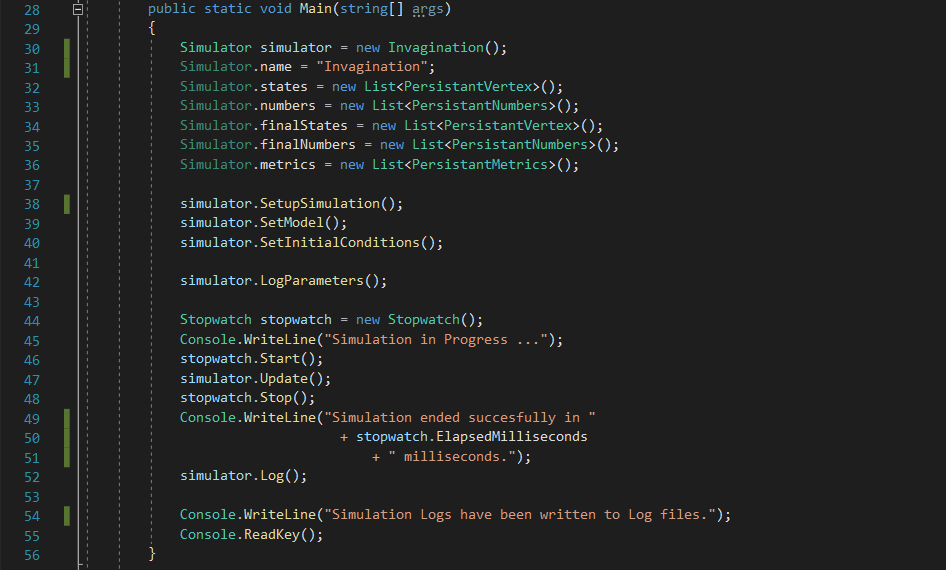 28 public static void Main(string[] args)
29 {
30 Simulator simulator = new Invagination();
31 Simulator.name = "Invagination";
32 Simulator.states = new List<PersistantVertex>();
33 Simulator.numbers = new List<PersistantNumbers>();
34 Simulator.finalStates = new List<PersistantVertex>();
35 Simulator.finalNumbers = new List<PersistantNumbers>();
36 Simulator.metrics = new List<PersistantMetrics>();
37
38 simulator.SetupSimulation();
39 simulator.SetModel();
40 simulator.SetInitialConditions();
41
42 simulator.LogParameters();
43
44 Stopwatch stopwatch = new Stopwatch();
45 Console.WriteLine("Simulation in Progress ...");
46 stopwatch.Start();
47 simulator.Update();
48 stopwatch.Stop();
49 Console.WriteLine("Simulation ended succesfully in "
50 + stopwatch.ElapsedMilliseconds
51 + " milliseconds.");
52 simulator.Log();
53
54 Console.WriteLine("Simulation Logs have been written to Log files.");
55 Console.ReadKey();
56 }